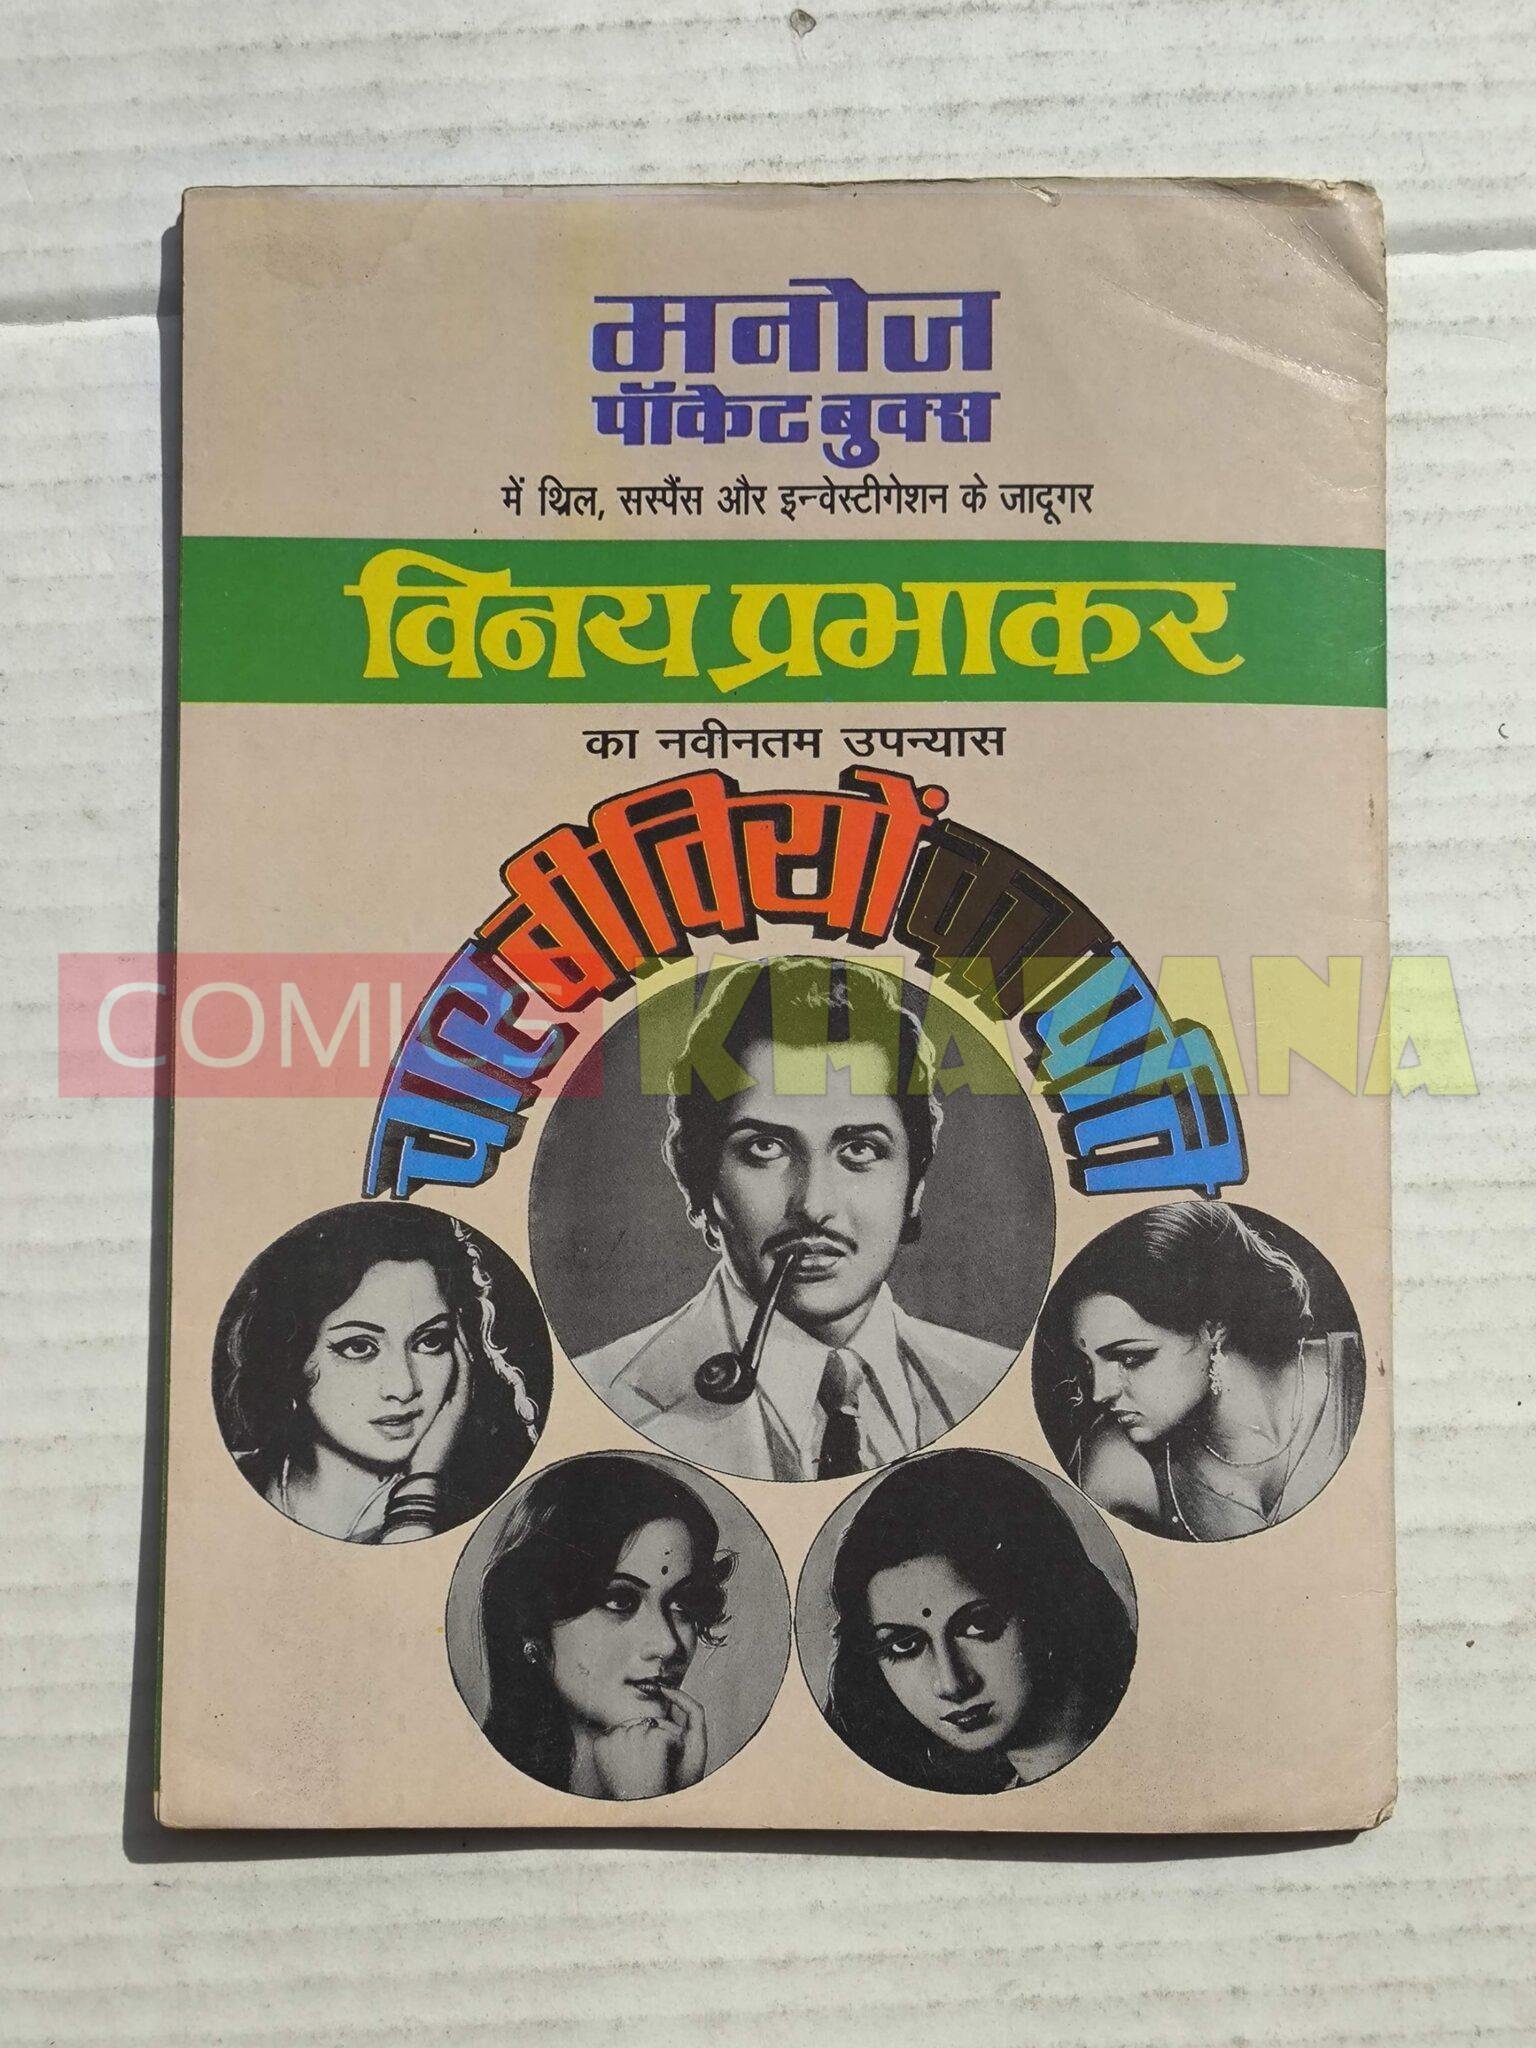 मनोज
पॉकेट बुक्स
में थ्रिल, सस्पैंस और इन्वेस्टीगेशन के जादूगर
विनय प्रभाकर
का नवीनतम उपन्यास
चार बीवियों का पति
COMICS KHAZANA